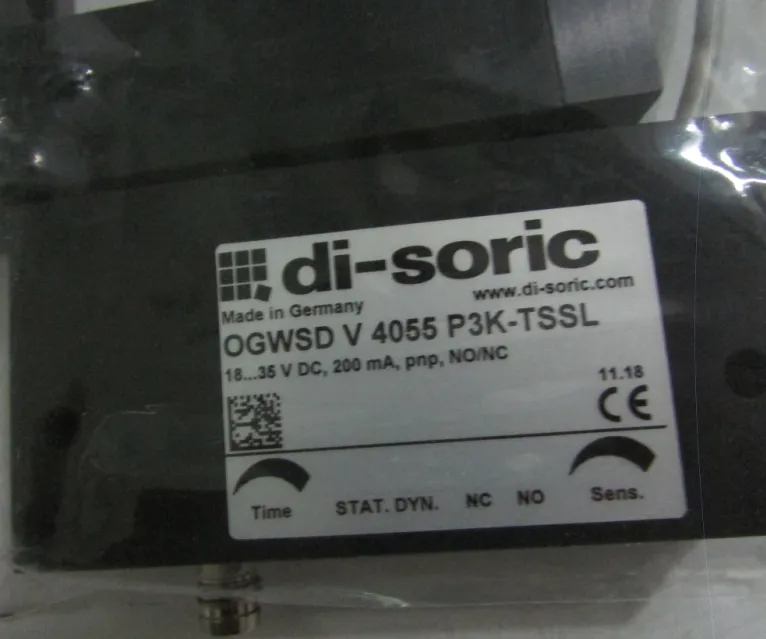 di-soric
www.di-soric.com
Made in Germany
OGWSD V 4055 P3K-TSSL
18...35 V DC, 200 mA, pnp, NO/NC
11.18
CE
Time STAT. DYN. NC NO Sens.